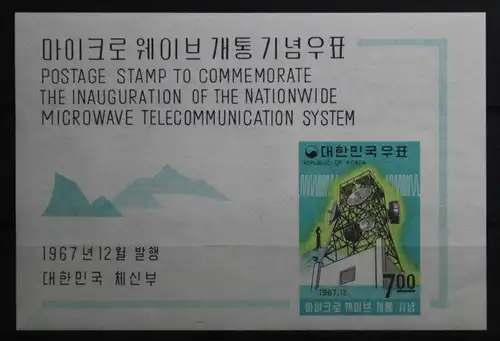 마이크로 웨이브 개통 기념우표
POSTAGE STAMP TO COMMEMORATE
THE INAUGURATION OF THE NATIONWIDE
MICROWAVE TELECOMMUNICATION SYSTEM
대한민국우표
REPUBLIC OF KOREA
1967.12.
7.00
마이크로 웨이브 개통 기념
1967년 12월 발행
대한민국 체신부